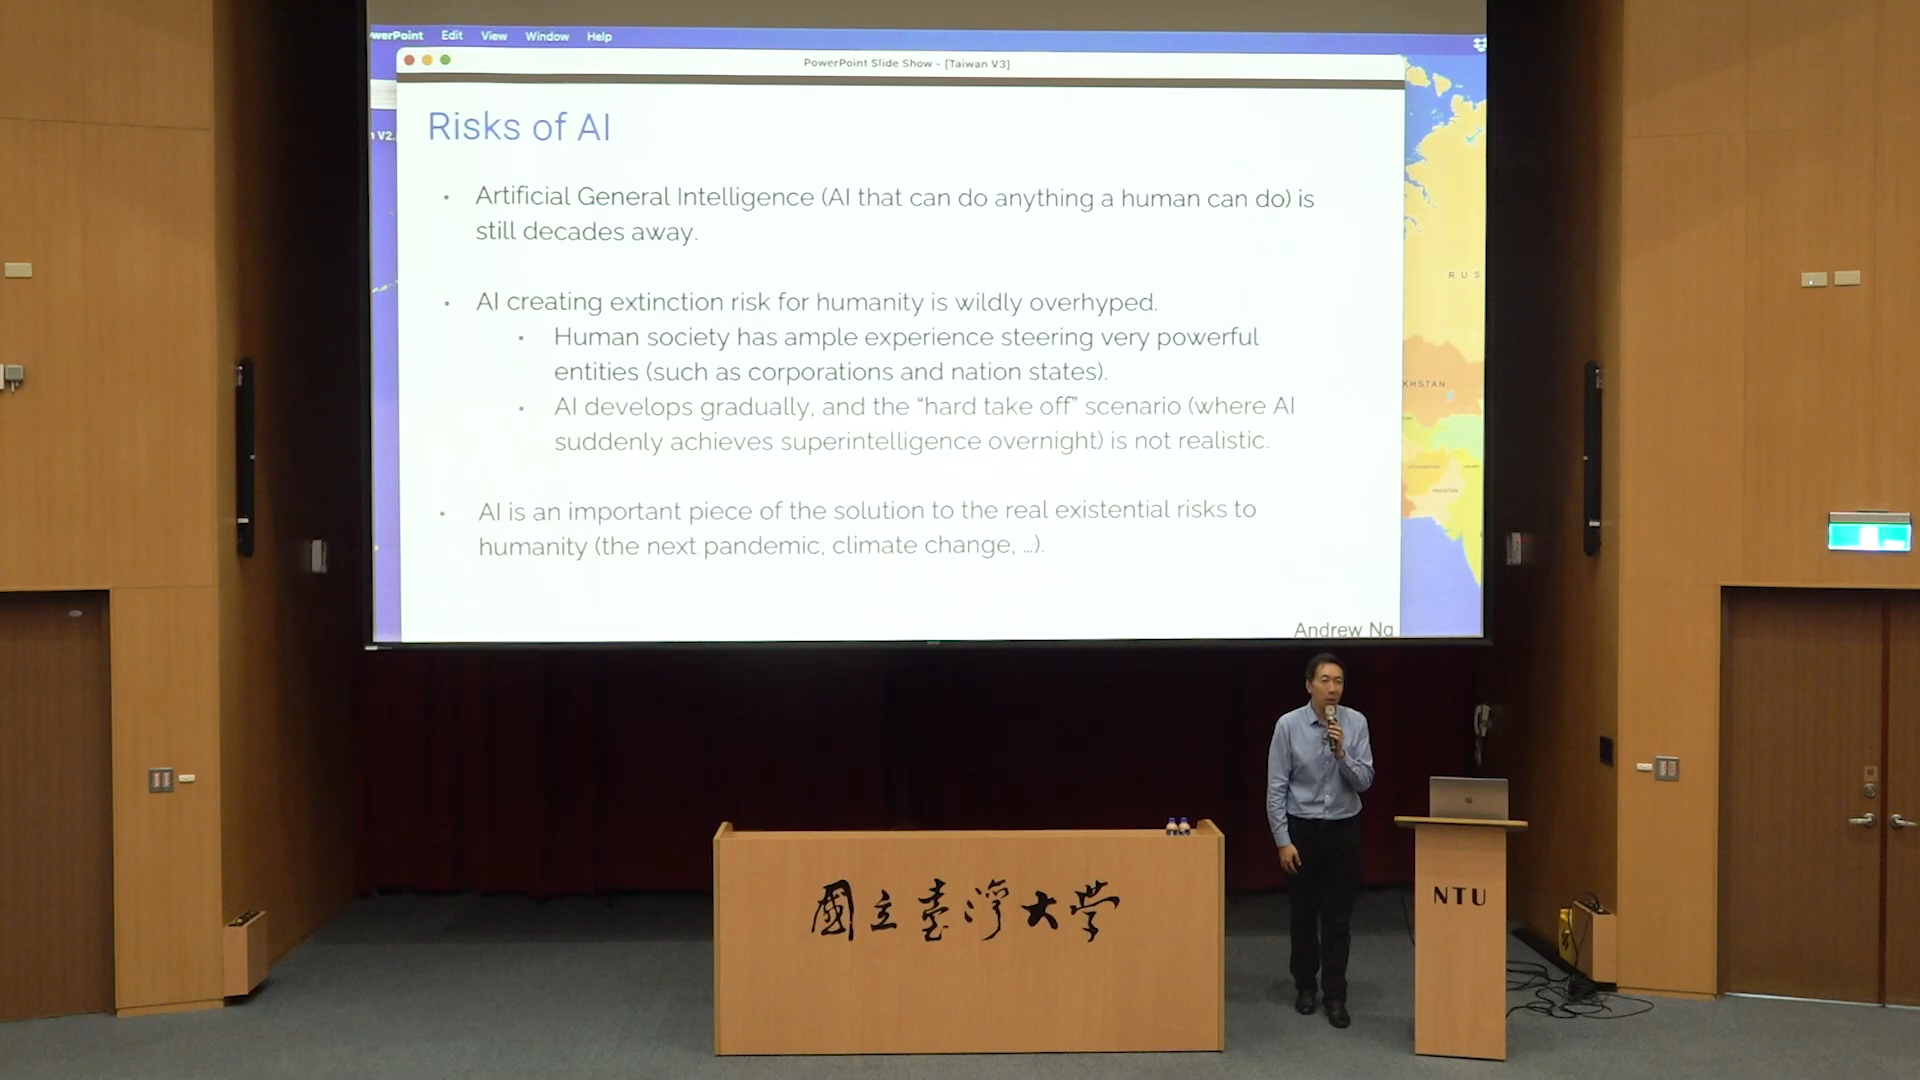 werPoint Edit View Window Help
PowerPoint Slide Show - [Taiwan V3]
V2.
Risks of AI
• Artificial General Intelligence (AI that can do anything a human can do) is
still decades away.
• AI creating extinction risk for humanity is wildly overhyped.
• Human society has ample experience steering very powerful
entities (such as corporations and nation states).
• AI develops gradually, and the “hard take off” scenario (where AI
suddenly achieves superintelligence overnight) is not realistic.
• AI is an important piece of the solution to the real existential risks to
humanity (the next pandemic, climate change, …).
Andrew Ng
RUS
KHSTAN
國立臺灣大學
NTU